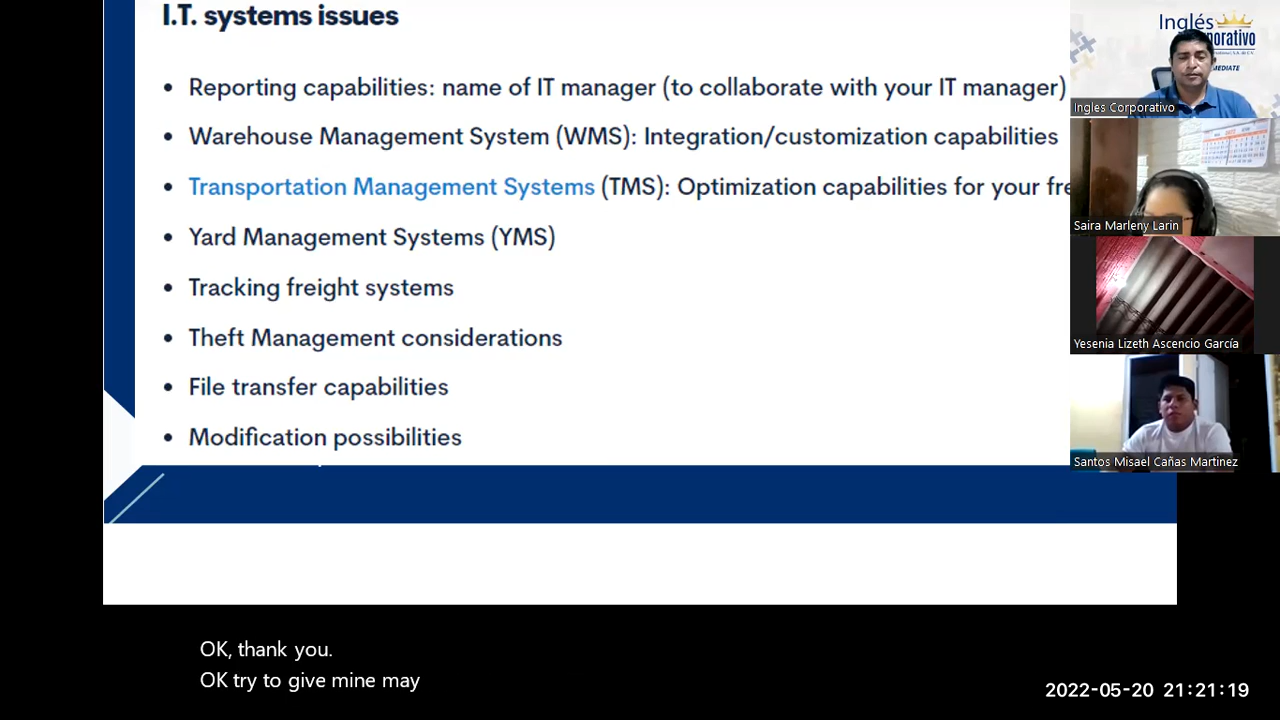 I.T. systems issues
• Reporting capabilities: name of IT manager (to collaborate with your IT manager)
• Warehouse Management System (WMS): Integration/customization capabilities
• Transportation Management Systems (TMS): Optimization capabilities for your fre
• Yard Management Systems (YMS)
• Tracking freight systems
• Theft Management considerations
• File transfer capabilities
• Modification possibilities
Inglés
Ingles Corporativo
Saira Marleny Larin
Yesenia Lizeth Ascencio García
Santos Misael Cañas Martinez
OK, thank you.
OK try to give mine may
2022-05-20 21:21:19